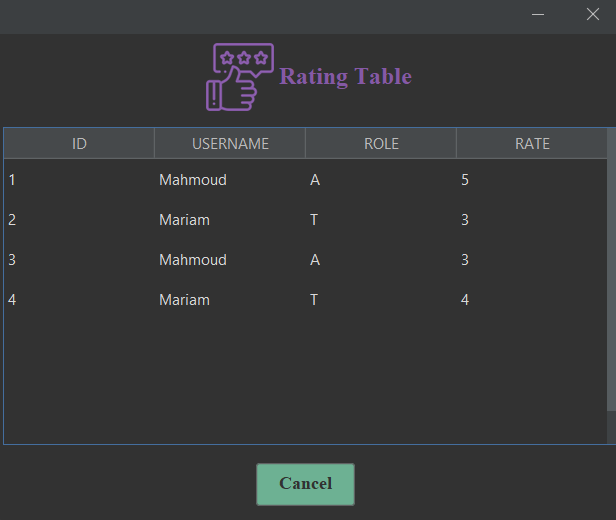 Rating Table
ID USERNAME ROLE RATE
1 Mahmoud A 5
2 Mariam T 3
3 Mahmoud A 3
4 Mariam T 4
Cancel